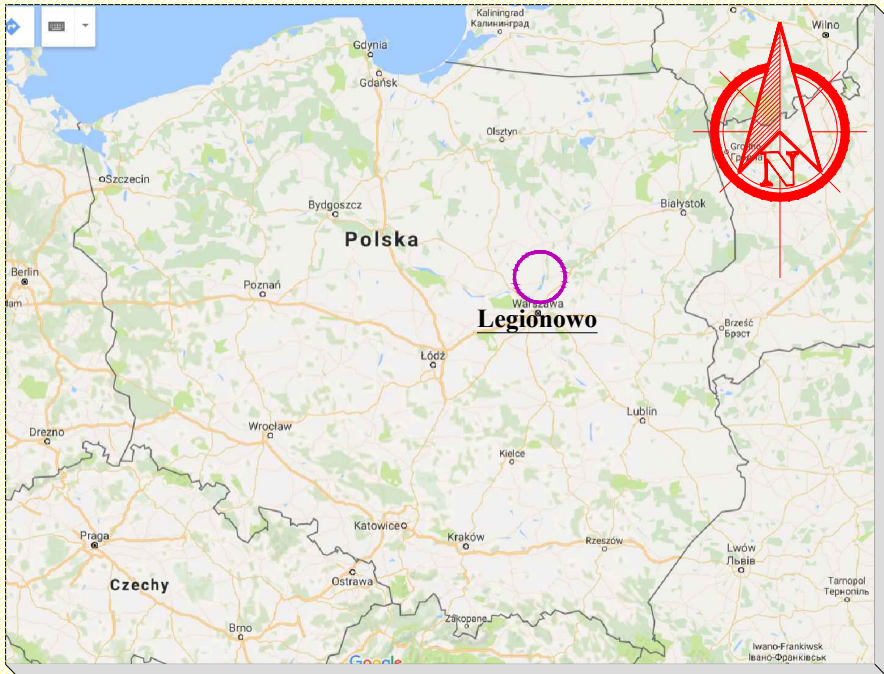 Kaliningrad
Калининград
Wilno
Gdynia
Gdańsk
Olsztyn
N
Szczecin
Bydgoszcz
Białystok
Polska
Berlin
Poznań
Warszawa
Legionowo
Brześć
Брэст
Łódź
Lublin
Drezno
Wrocław
Kielce
Katowice
Praga
Kraków
Rzeszów
Lwów
Львів
Ostrawa
Czechy
Tarnopol
Тернопіль
Brno
Zakopane
Iwano-Frankiwsk
Івано-Франківськ
Google